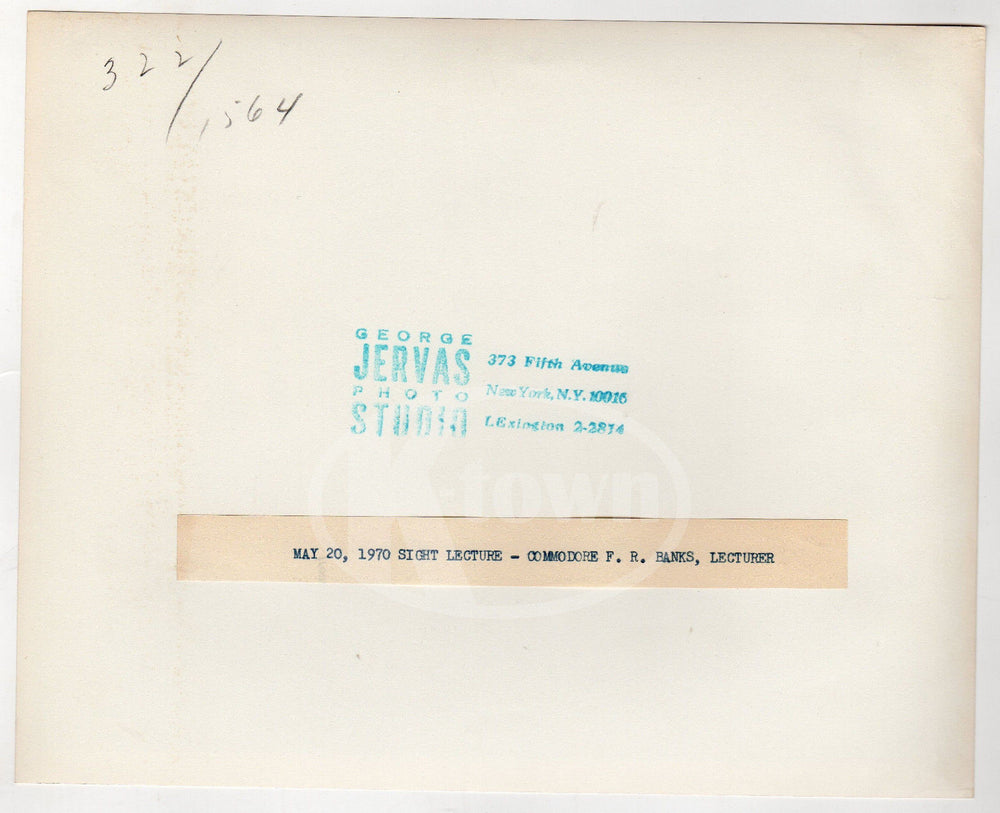 322/
1564
GEORGE
JERVAS
PHOTO
STUDIO
373 Fifth Avenue
New York, N.Y. 10016
LExington 2-2814
K-town
MAY 20, 1970 SIGHT LECTURE - COMMODORE F. R. BANKS, LECTURER